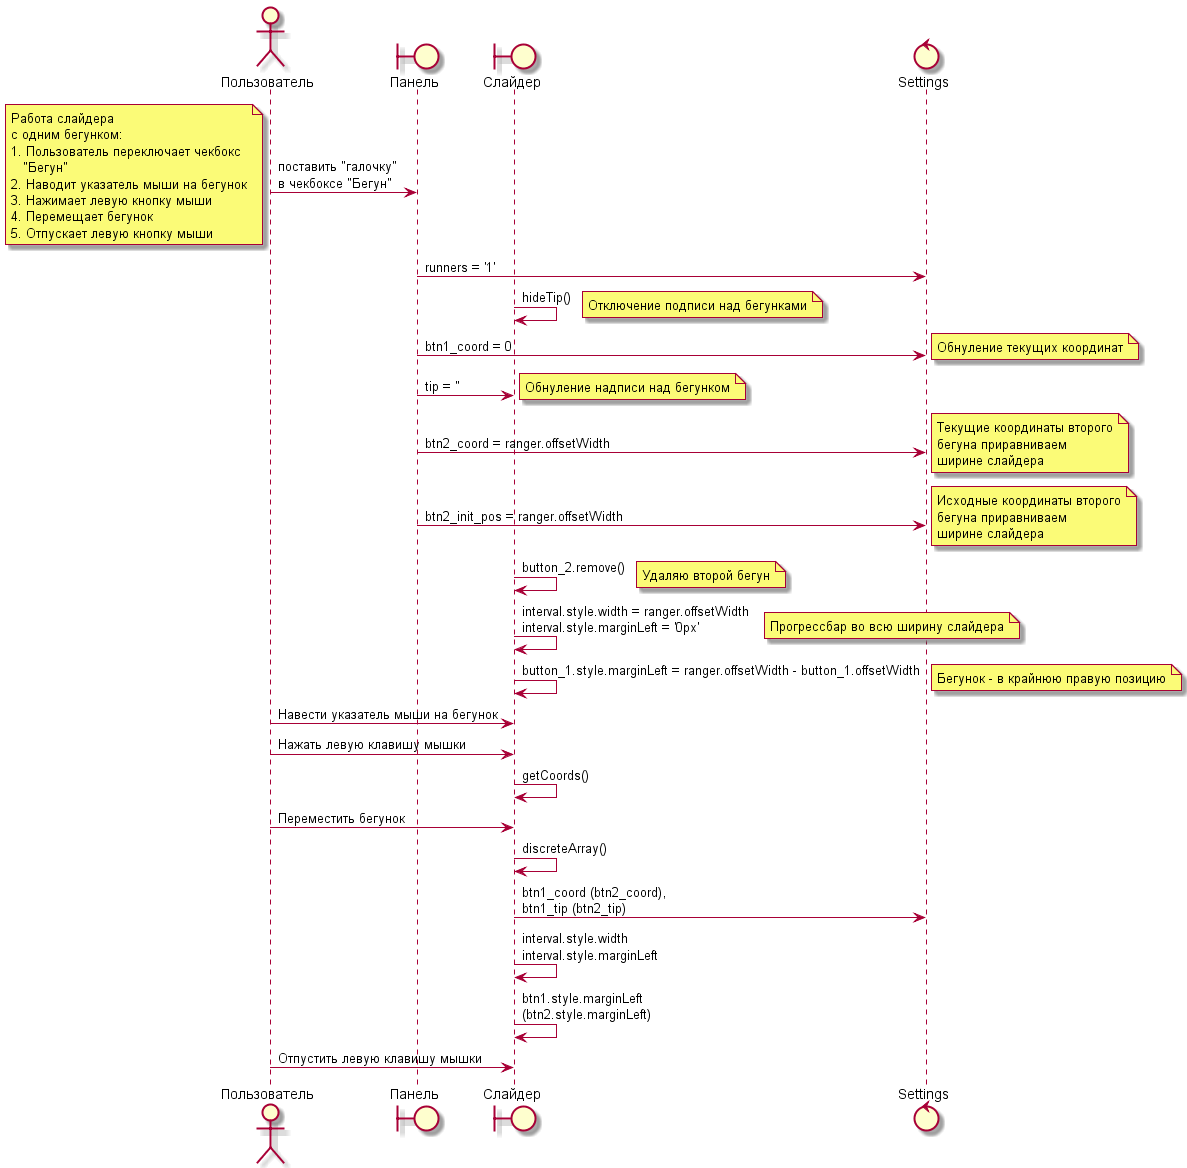 Пользователь
Панель
Слайдер
Settings
Работа слайдера
с одним бегунком:
1. Пользователь переключает чекбокс
"Бегун"
2. Наводит указатель мыши на бегунок
3. Нажимает левую кнопку мыши
4. Перемещает бегунок
5. Отпускает левую кнопку мыши
поставить "галочку"
в чекбоксе "Бегун"
runners = '1'
hideTip()
Отключение подписи над бегунками
btn1_coord = 0
Обнуление текущих координат
tip = ''
Обнуление надписи над бегунком
btn2_coord = ranger.offsetWidth
Текущие координаты второго
бегуна приравниваем
ширине слайдера
btn2_init_pos = ranger.offsetWidth
Исходные координаты второго
бегуна приравниваем
ширине слайдера
button_2.remove()
Удаляю второй бегун
interval.style.width = ranger.offsetWidth
interval.style.marginLeft = '0px'
Прогрессбар во всю ширину слайдера
button_1.style.marginLeft = ranger.offsetWidth - button_1.offsetWidth
Бегунок - в крайнюю правую позицию
Навести указатель мыши на бегунок
Нажать левую клавишу мышки
getCoords()
Переместить бегунок
discreteArray()
btn1_coord (btn2_coord),
btn1_tip (btn2_tip)
interval.style.width
interval.style.marginLeft
btn1.style.marginLeft
(btn2.style.marginLeft)
Отпустить левую клавишу мышки
Пользователь
Панель
Слайдер
Settings